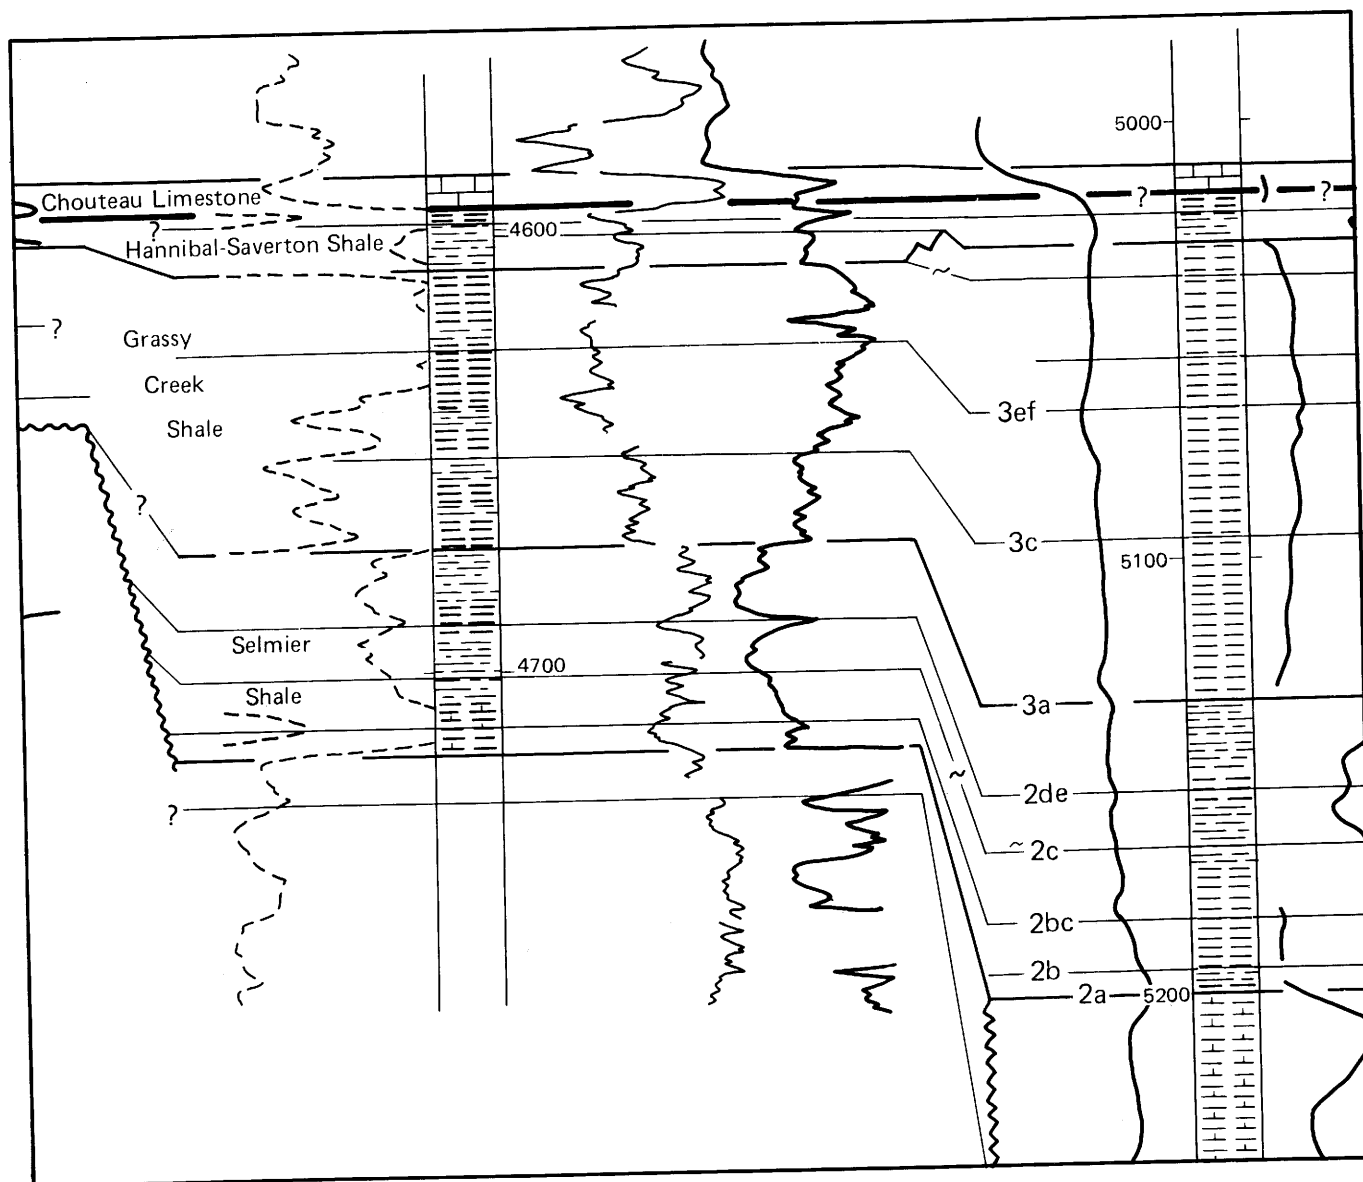 5000
Chouteau Limestone
?
?
?
4600
Hannibal-Saverton Shale
~
?
Grassy
Creek
3ef
Shale
?
3c
5100
Selmier
4700
Shale
3a
~
2de
?
~
2c
2bc
2b
2a
5200